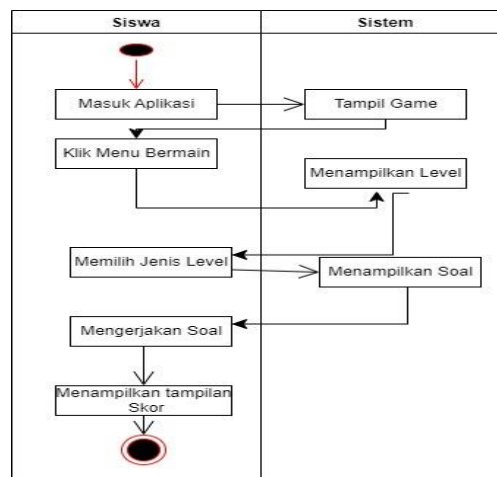 Siswa
Sistem
Masuk Aplikasi
Tampil Game
Klik Menu Bermain
Menampilkan Level
Memilih Jenis Level
Menampilkan Soal
Mengerjakan Soal
Menampilkan tampilan
Skor